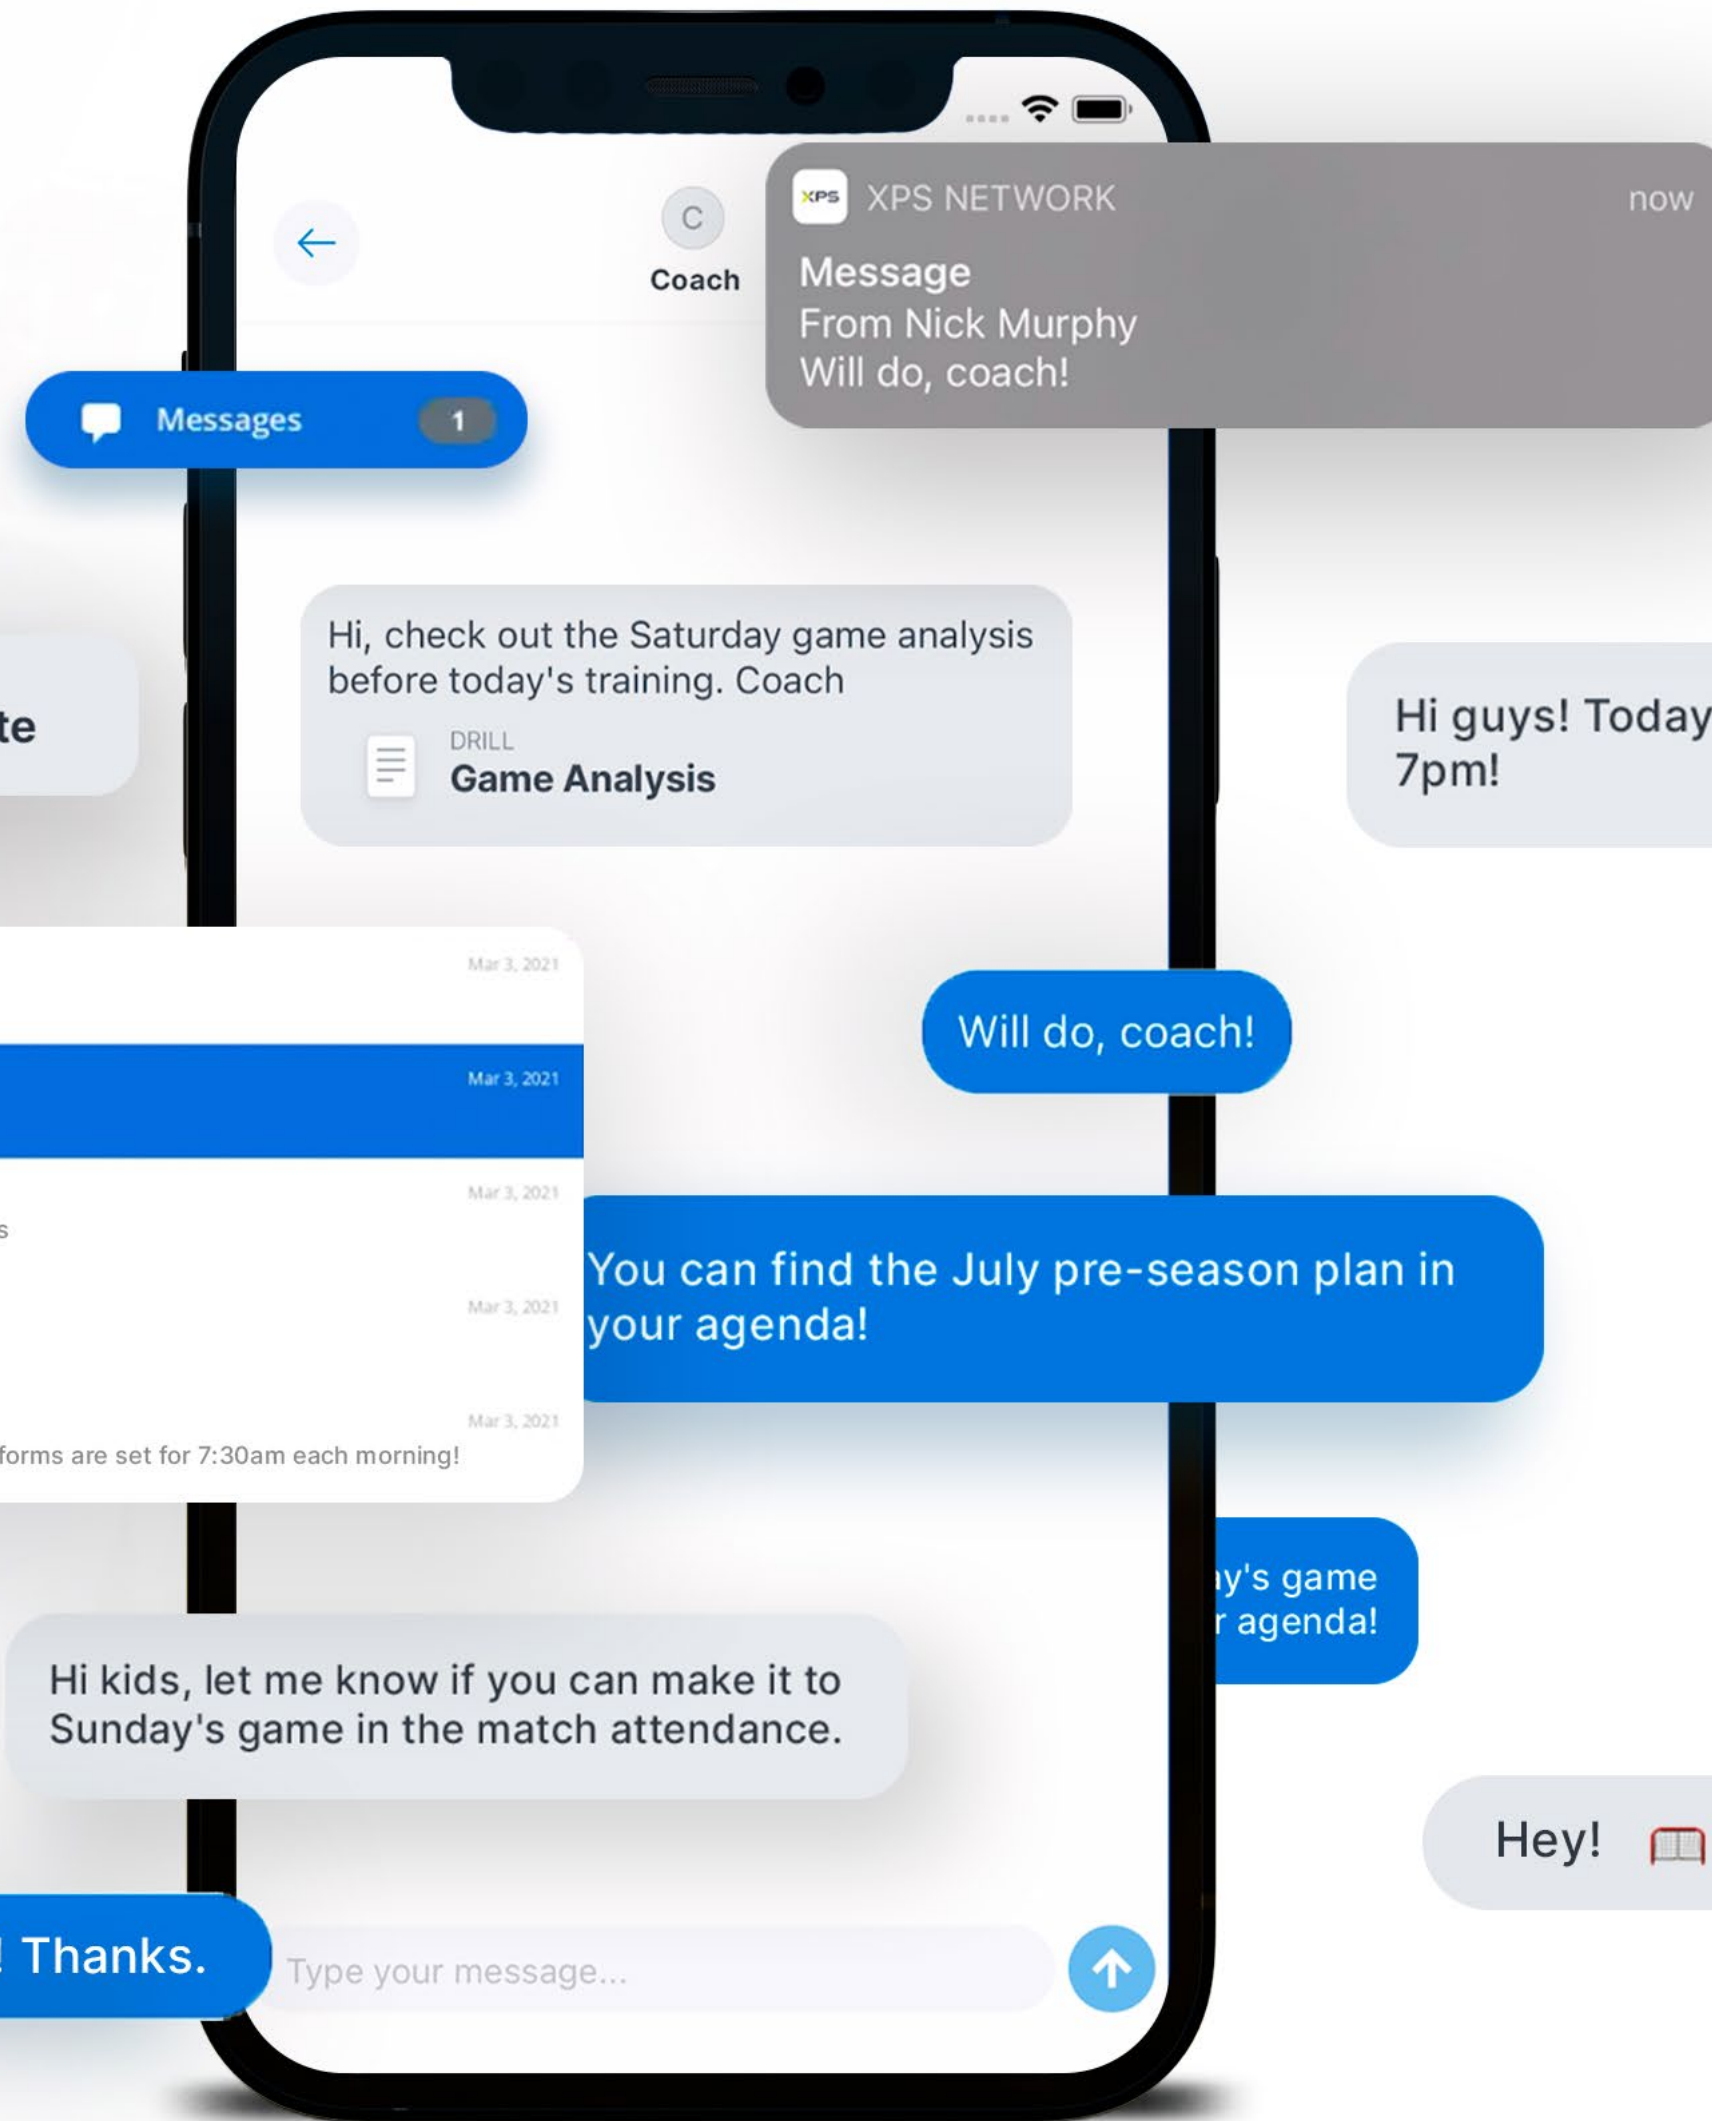 XPS
XPS NETWORK
now
C
Coach
Message
From Nick Murphy
Will do, coach!
Messages
1
Hi, check out the Saturday game analysis
before today's training. Coach
DRILL
Game Analysis
te
Hi guys! Today
7pm!
Mar 3, 2021
Will do, coach!
Mar 3, 2021
Mar 3, 2021
s
You can find the July pre-season plan in
your agenda!
Mar 3, 2021
Mar 3, 2021
forms are set for 7:30am each morning!
ay's game
r agenda!
Hi kids, let me know if you can make it to
Sunday's game in the match attendance.
Hey!
! Thanks.
Type your message...